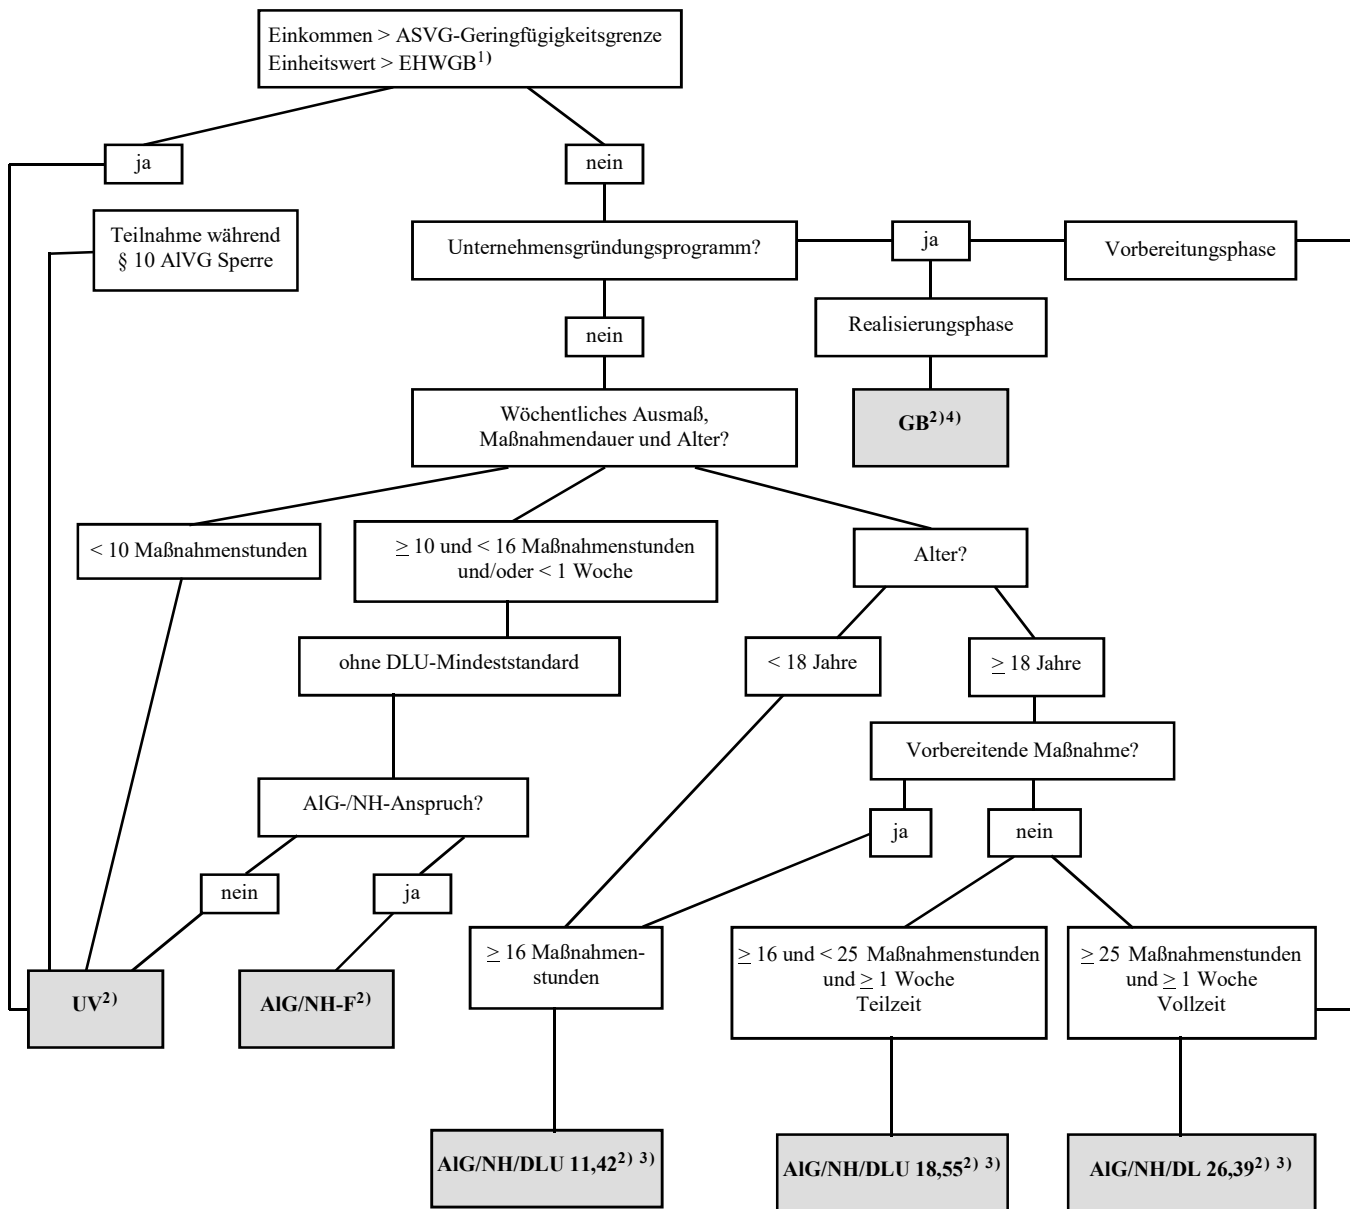 Einkommen > ASVG-Geringfügigkeitsgrenze
Einheitswert > EHWGB1)
ja
nein
Teilnahme während
§ 10 AlVG Sperre
Unternehmensgründungsprogramm?
ja
Vorbereitungsphase
nein
Realisierungsphase
Wöchentliches Ausmaß,
Maßnahmendauer und Alter?
GB2)4)
< 10 Maßnahmenstunden
≥ 10 und < 16 Maßnahmenstunden
und/oder < 1 Woche
Alter?
ohne DLU-Mindeststandard
< 18 Jahre
≥ 18 Jahre
Vorbereitende Maßnahme?
AlG-/NH-Anspruch?
ja
nein
nein
ja
≥ 16 Maßnahmen-
stunden
≥ 16 und < 25 Maßnahmenstunden
und ≥ 1 Woche
Teilzeit
≥ 25 Maßnahmenstunden
und ≥ 1 Woche
Vollzeit
UV2)
AlG/NH-F2)
AlG/NH/DLU 11,422) 3)
AlG/NH/DLU 18,552) 3)
AlG/NH/DL 26,392) 3)